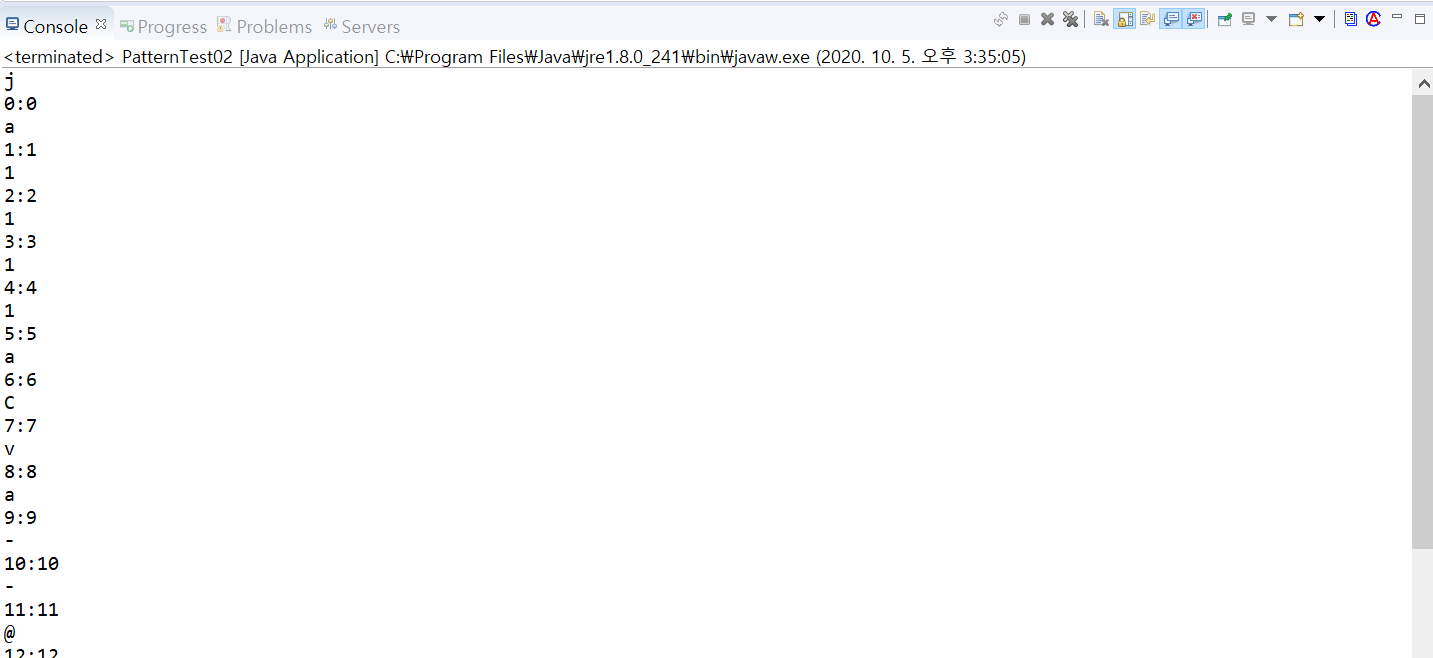 Console Progress Problems Servers
<terminated> PatternTest02 [Java Application] C:₩Program Files₩Java₩jre1.8.0_241₩bin₩javaw.exe (2020. 10. 5. 오후 3:35:05)
j
0:0
a
1:1
1
2:2
1
3:3
1
4:4
1
5:5
a
6:6
C
7:7
v
8:8
a
9:9
-
10:10
-
11:11
@
12:12